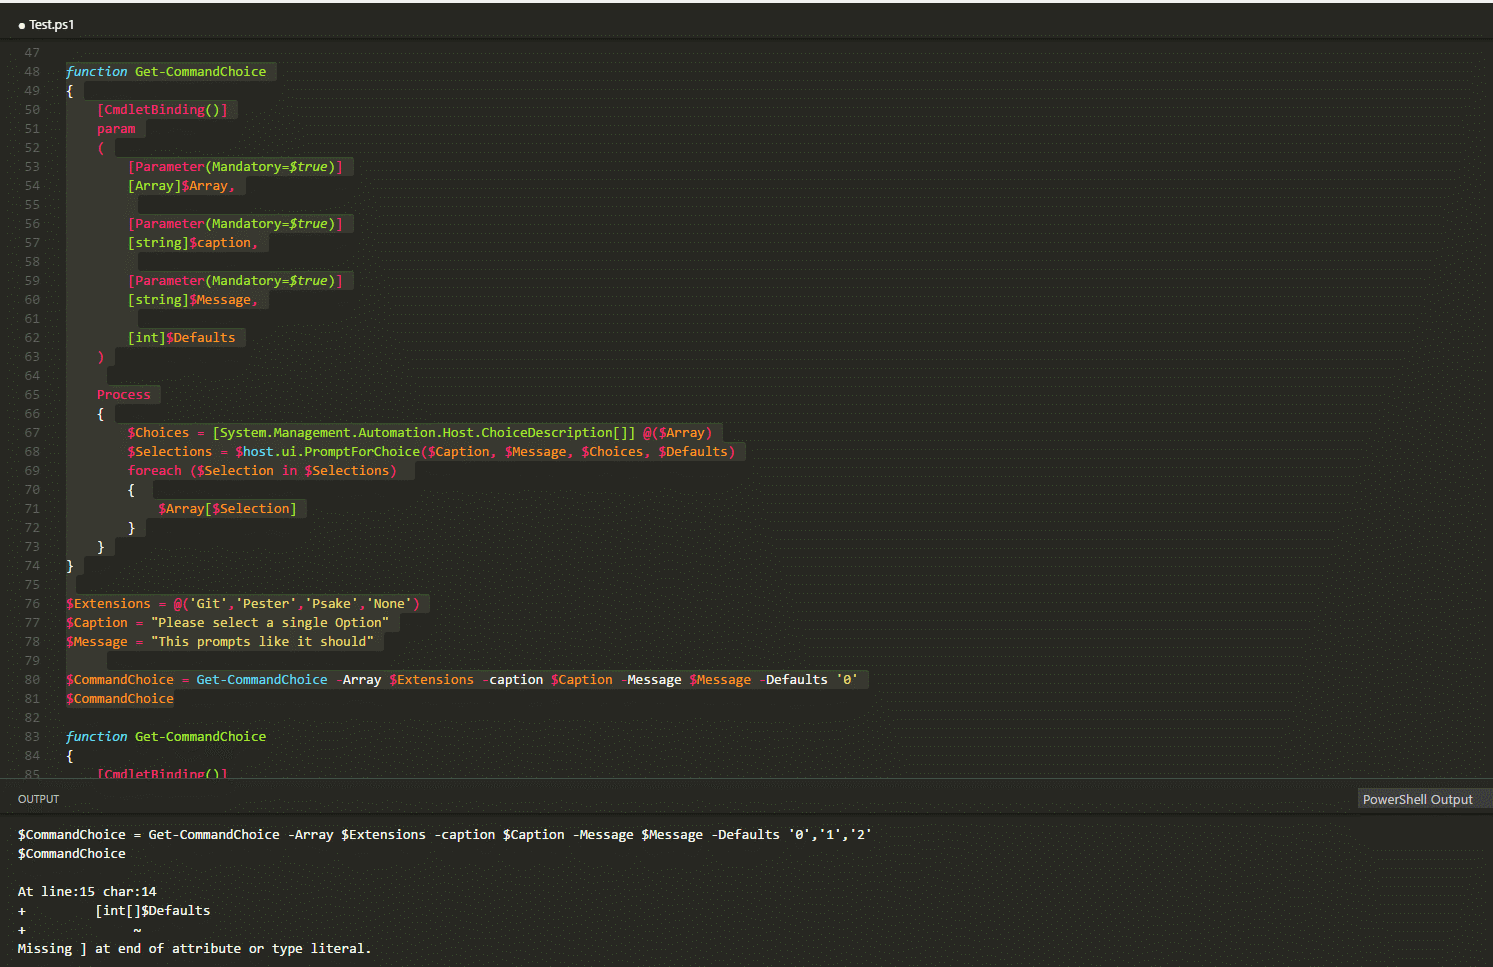 ● Test.ps1
47
48 function Get-CommandChoice
49 {
50 [CmdletBinding()]
51 param
52 (
53 [Parameter(Mandatory=$true)]
54 [Array]$Array,
55
56 [Parameter(Mandatory=$true)]
57 [string]$caption,
58
59 [Parameter(Mandatory=$true)]
60 [string]$Message,
61
62 [int]$Defaults
63 )
64
65 Process
66 {
67 $Choices = [System.Management.Automation.Host.ChoiceDescription[]] @($Array)
68 $Selections = $host.ui.PromptForChoice($Caption, $Message, $Choices, $Defaults)
69 foreach ($Selection in $Selections)
70 {
71 $Array[$Selection]
72 }
73 }
74 }
75
76 $Extensions = @('Git','Pester','Psake','None')
77 $Caption = "Please select a single Option"
78 $Message = "This prompts like it should"
79
80 $CommandChoice = Get-CommandChoice -Array $Extensions -caption $Caption -Message $Message -Defaults '0'
81 $CommandChoice
82
83 function Get-CommandChoice
84 {
85 [CmdletBinding()]
OUTPUT
PowerShell Output
$CommandChoice = Get-CommandChoice -Array $Extensions -caption $Caption -Message $Message -Defaults '0','1','2'
$CommandChoice
At line:15 char:14
+ [int[]$Defaults
+ ~
Missing ] at end of attribute or type literal.